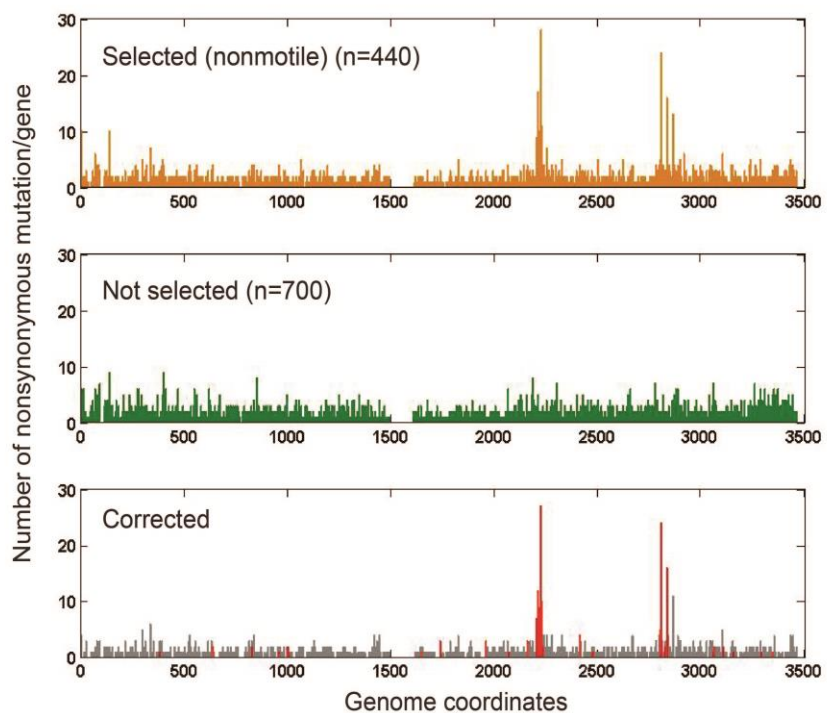 Number of nonsynonymous mutation/gene
30
20
10
0
Selected (nonmotile) (n=440)
0 500 1000 1500 2000 2500 3000 3500
30
20
10
0
Not selected (n=700)
0 500 1000 1500 2000 2500 3000 3500
30
20
10
0
Corrected
0 500 1000 1500 2000 2500 3000 3500
Genome coordinates